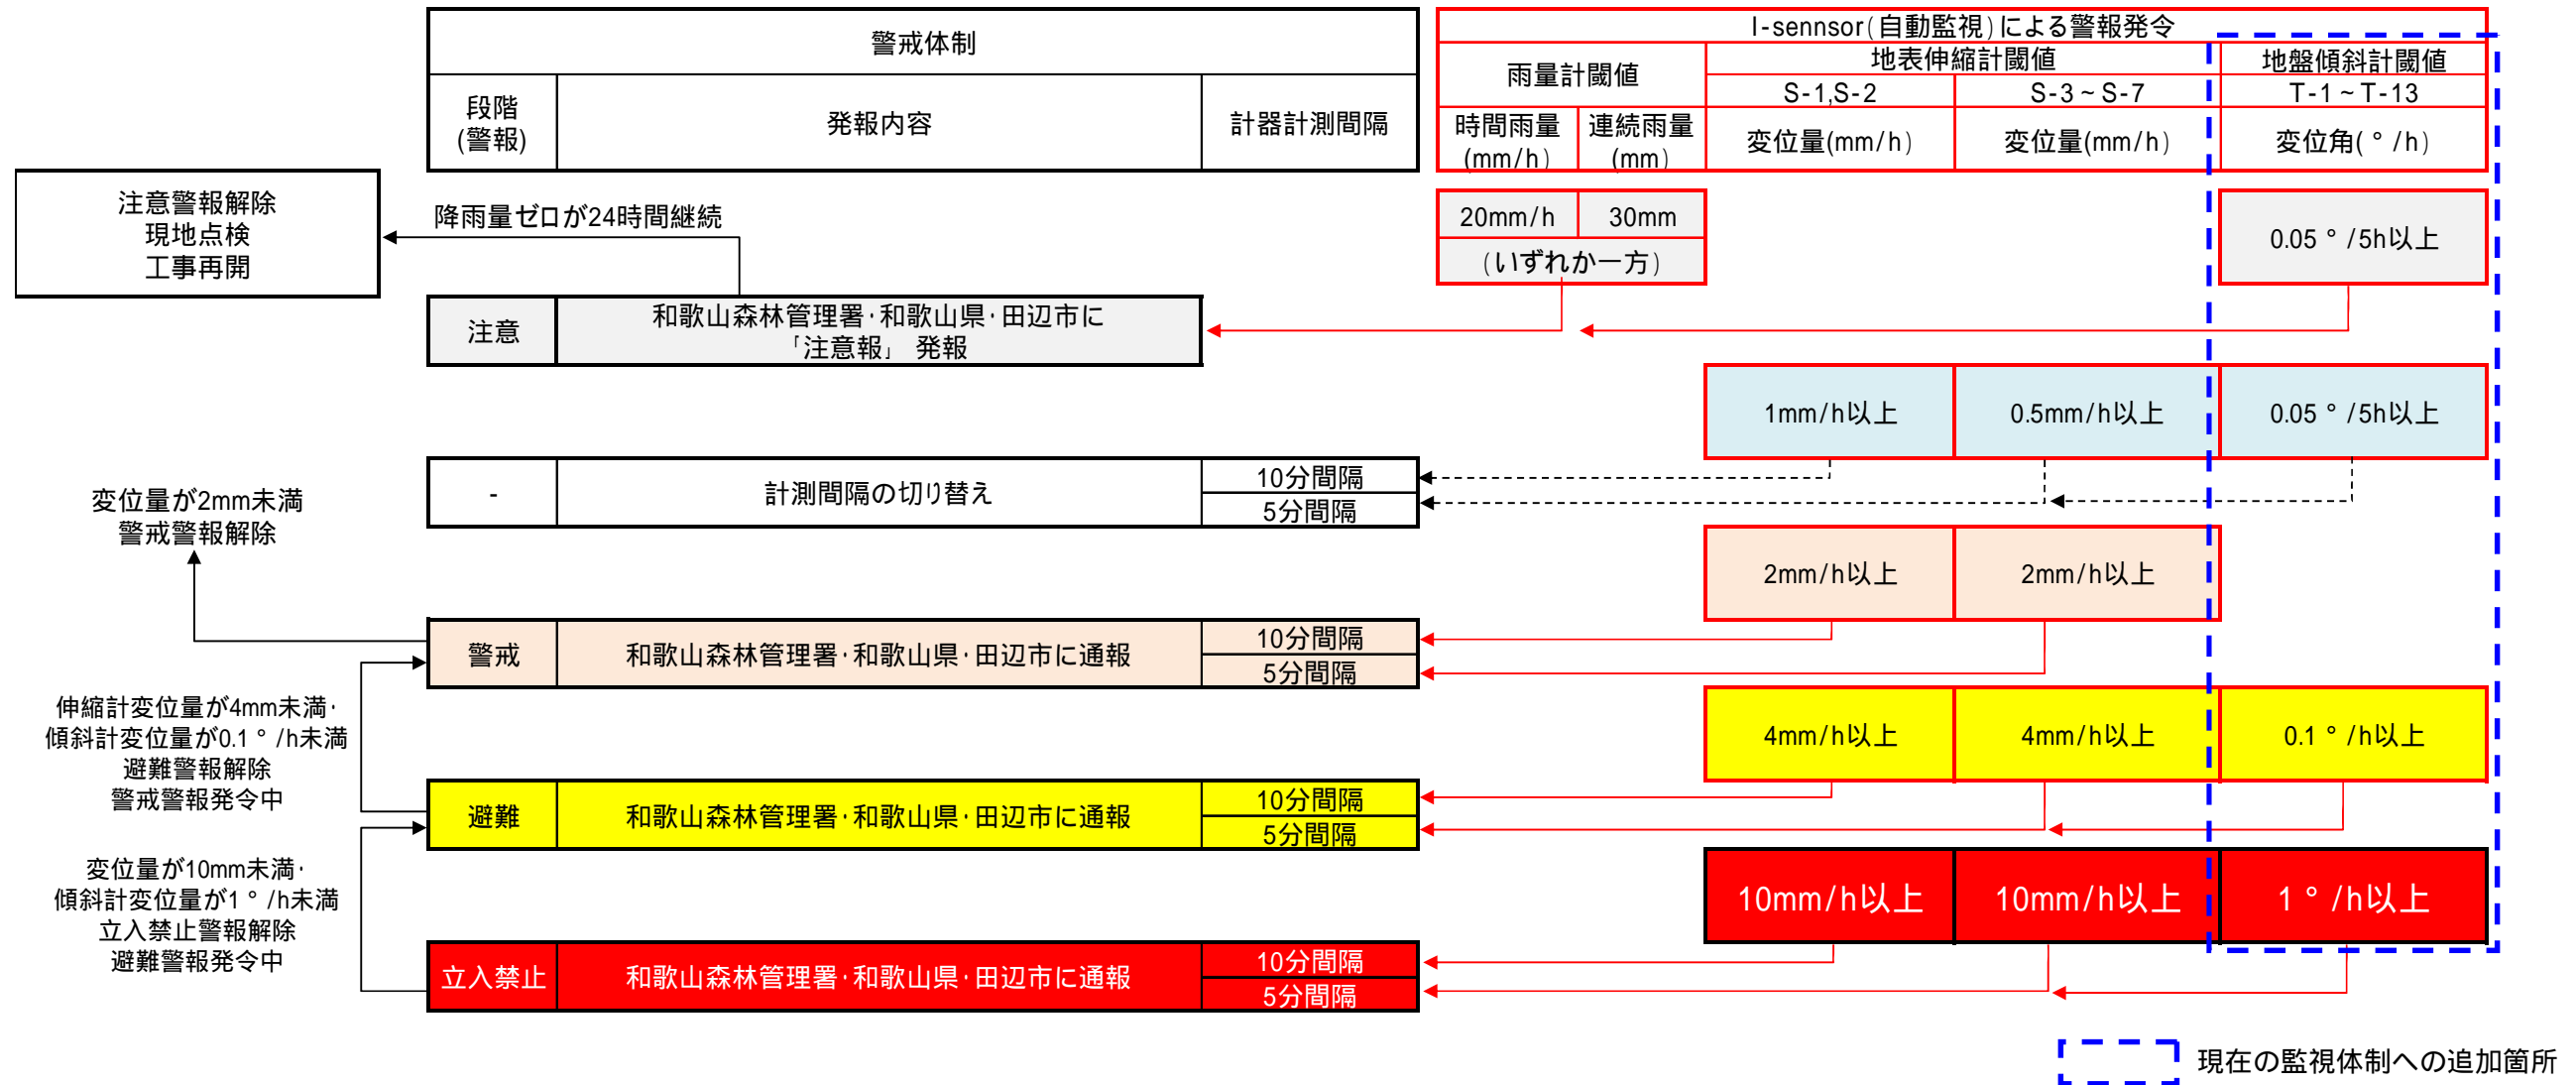 警戒体制
段階
(警報)
発報内容
計器計測間隔
I-sennsor(自動監視)による警報発令
雨量計閾値
地表伸縮計閾値
地盤傾斜計閾値
S-1,S-2
S-3~S-7
T-1~T-13
時間雨量
(mm/h)
連続雨量
(mm)
変位量(mm/h)
変位量(mm/h)
変位角(°/h)
注意警報解除
現地点検
工事再開
降雨量ゼロが24時間継続
20mm/h
30mm
(いずれか一方)
0.05°/5h以上
注意
和歌山森林管理署・和歌山県・田辺市に
「注意報」 発報
1mm/h以上
0.5mm/h以上
0.05°/5h以上
-
計測間隔の切り替え
10分間隔
5分間隔
変位量が2mm未満
警戒警報解除
2mm/h以上
2mm/h以上
警戒
和歌山森林管理署・和歌山県・田辺市に通報
10分間隔
5分間隔
伸縮計変位量が4mm未満・
傾斜計変位量が0.1°/h未満
避難警報解除
警戒警報発令中
4mm/h以上
4mm/h以上
0.1°/h以上
避難
和歌山森林管理署・和歌山県・田辺市に通報
10分間隔
5分間隔
変位量が10mm未満・
傾斜計変位量が1°/h未満
立入禁止警報解除
避難警報発令中
10mm/h以上
10mm/h以上
1°/h以上
立入禁止
和歌山森林管理署・和歌山県・田辺市に通報
10分間隔
5分間隔
現在の監視体制への追加箇所